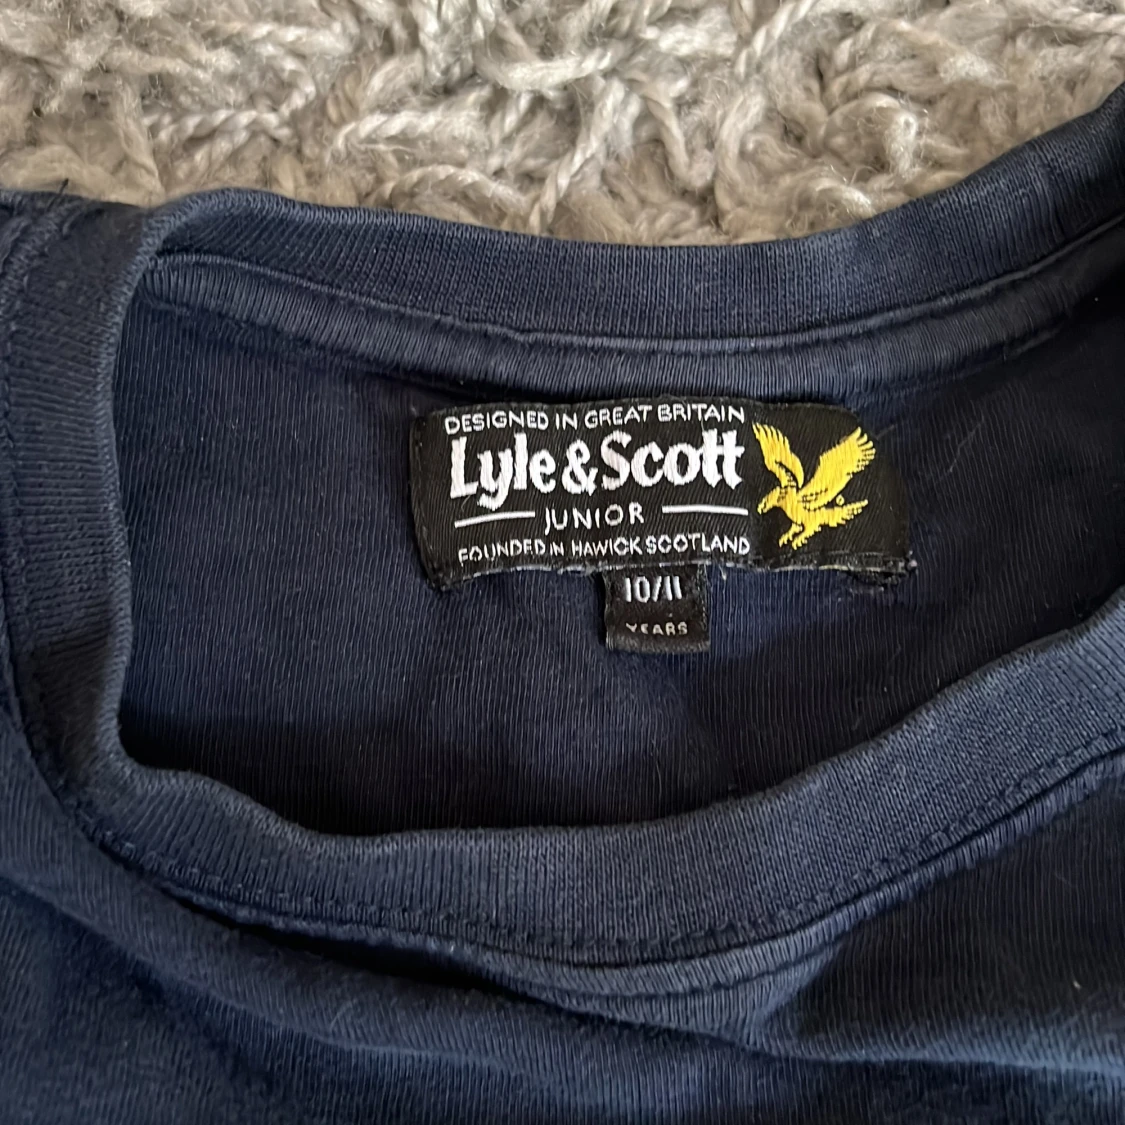 DESIGNED IN GREAT BRITAIN
Lyle&Scott
JUNIOR
FOUNDED IN HAWICK SCOTLAND
10/11
YEARS